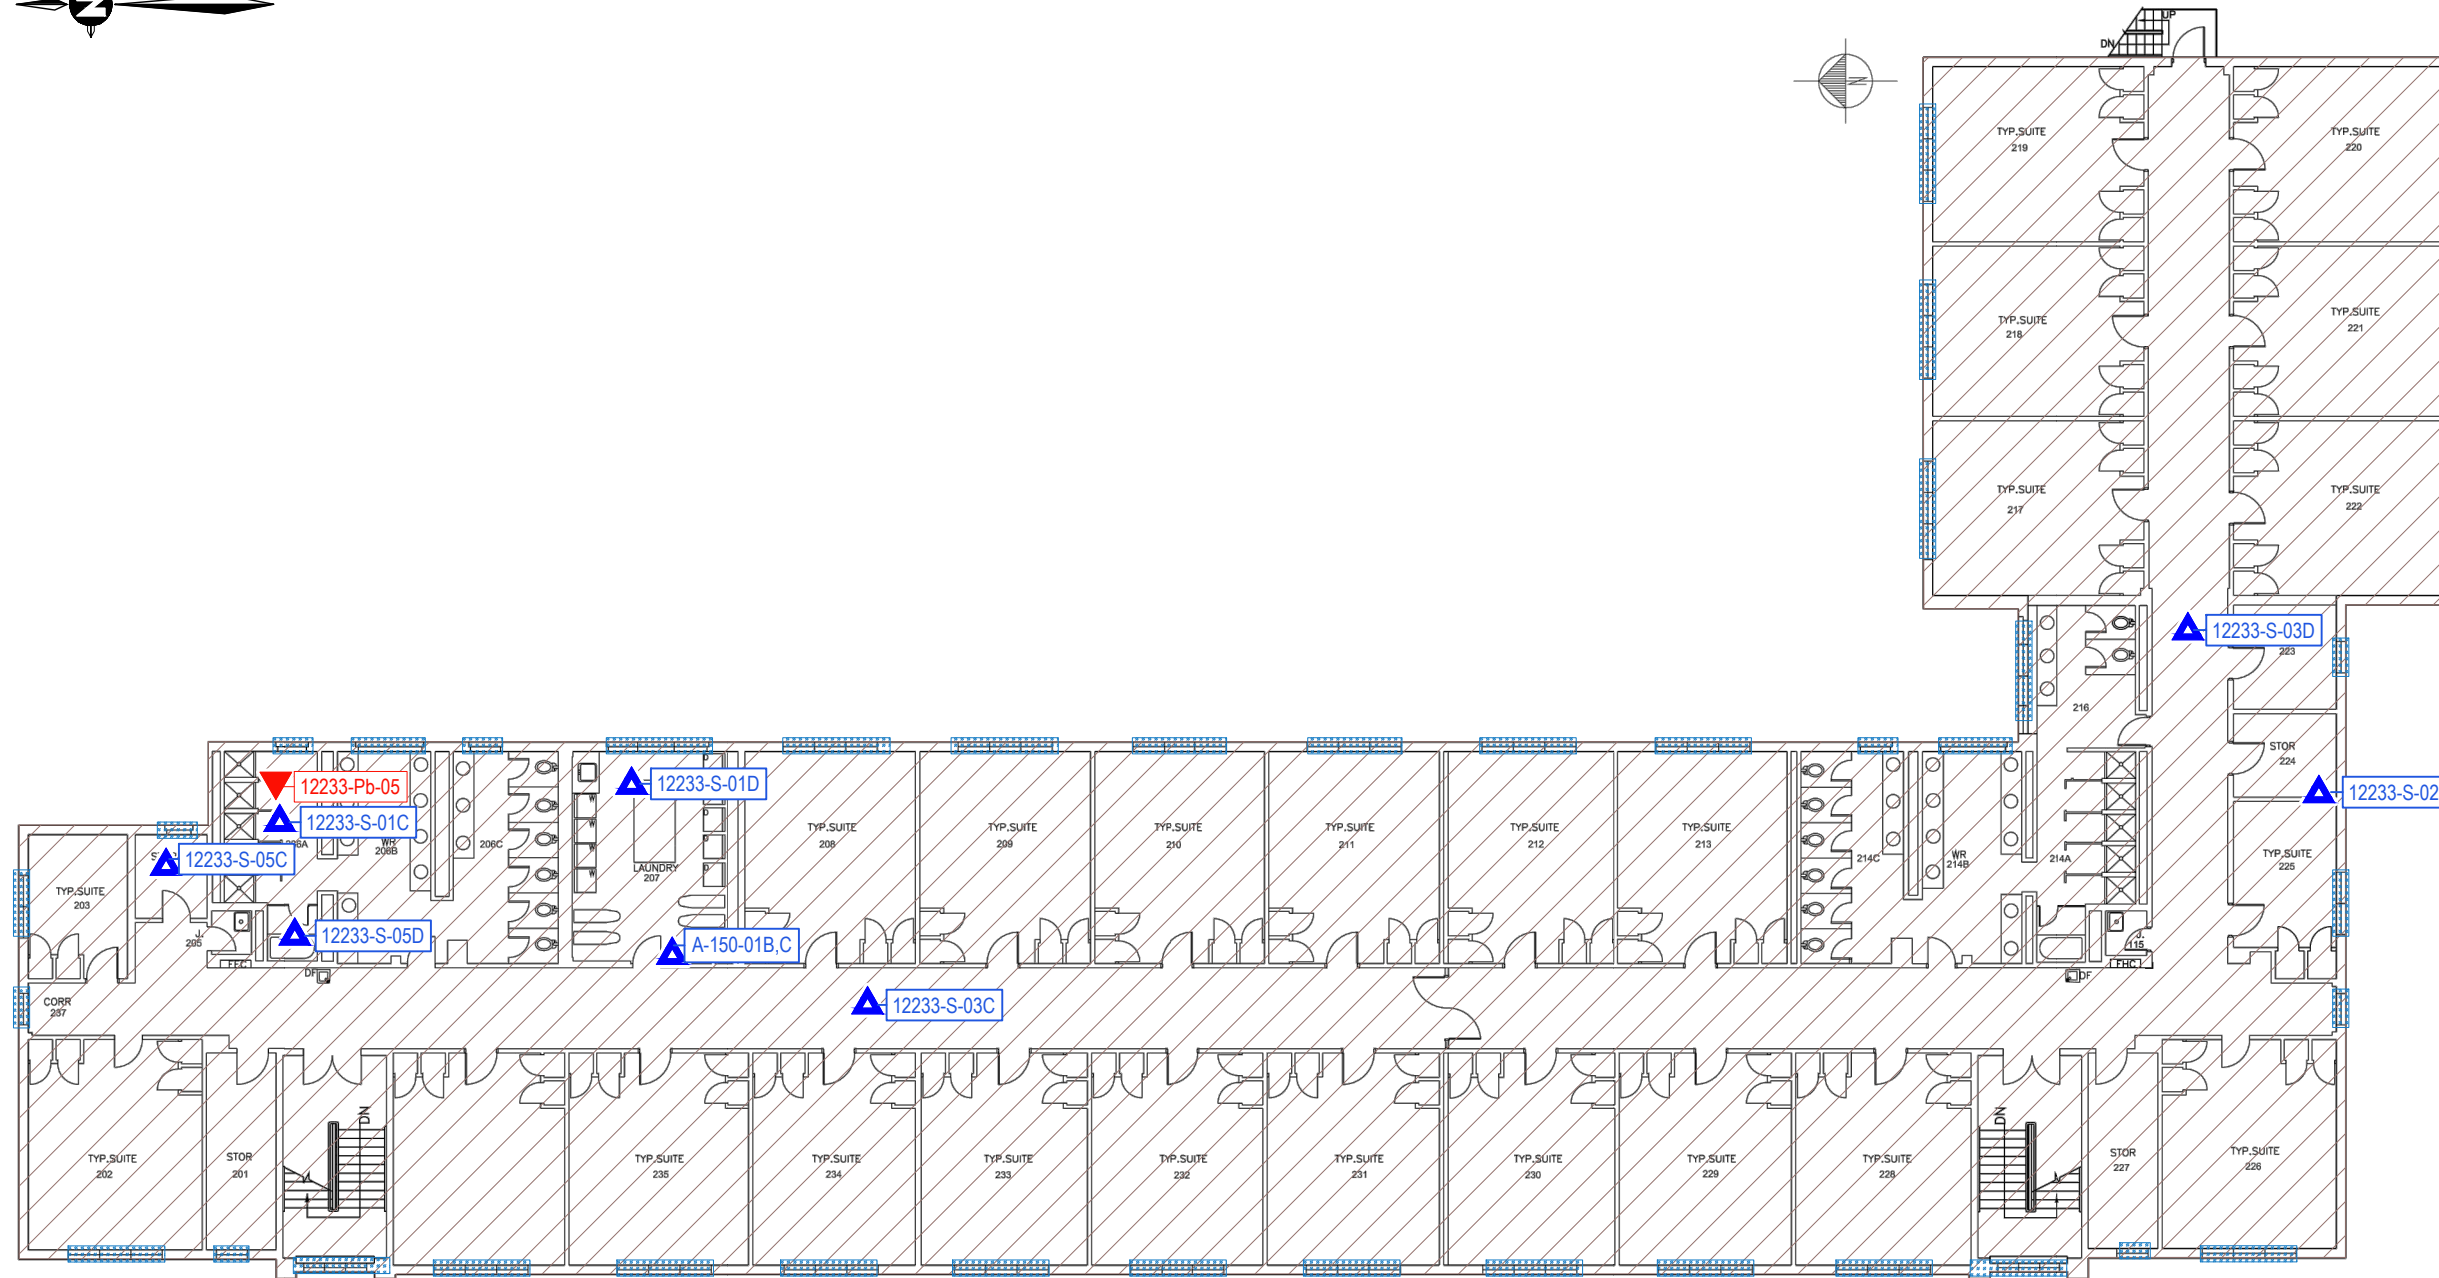 UP
DN
TYP.SUITE
219
TYP.SUITE
220
TYP.SUITE
218
TYP.SUITE
221
TYP.SUITE
217
TYP.SUITE
222
12233-S-03D
223
216
STOR
224
12233-S-02
12233-Pb-05
12233-S-01C
12233-S-01D
12233-S-05C
WR
206B
206C
LAUNDRY
207
TYP.SUITE
208
TYP.SUITE
209
TYP.SUITE
210
TYP.SUITE
211
TYP.SUITE
212
TYP.SUITE
213
214C
WR
214B
214A
TYP.SUITE
225
TYP.SUITE
203
J.
205
12233-S-05D
A-150-01B,C
J.
115
FHC
DF
DF
CORR
237
12233-S-03C
DN
DN
TYP.SUITE
202
STOR
201
TYP.SUITE
235
TYP.SUITE
234
TYP.SUITE
233
TYP.SUITE
232
TYP.SUITE
231
TYP.SUITE
230
TYP.SUITE
229
TYP.SUITE
228
STOR
227
TYP.SUITE
226